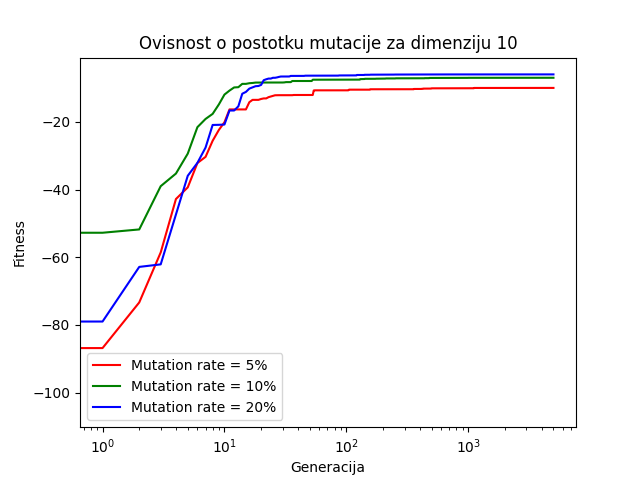 Ovisnost o postotku mutacije za dimenziju 10
Fitness
−20
−40
−60
−80
−100
Mutation rate = 5%
Mutation rate = 10%
Mutation rate = 20%
10⁰
10¹
10²
10³
Generacija